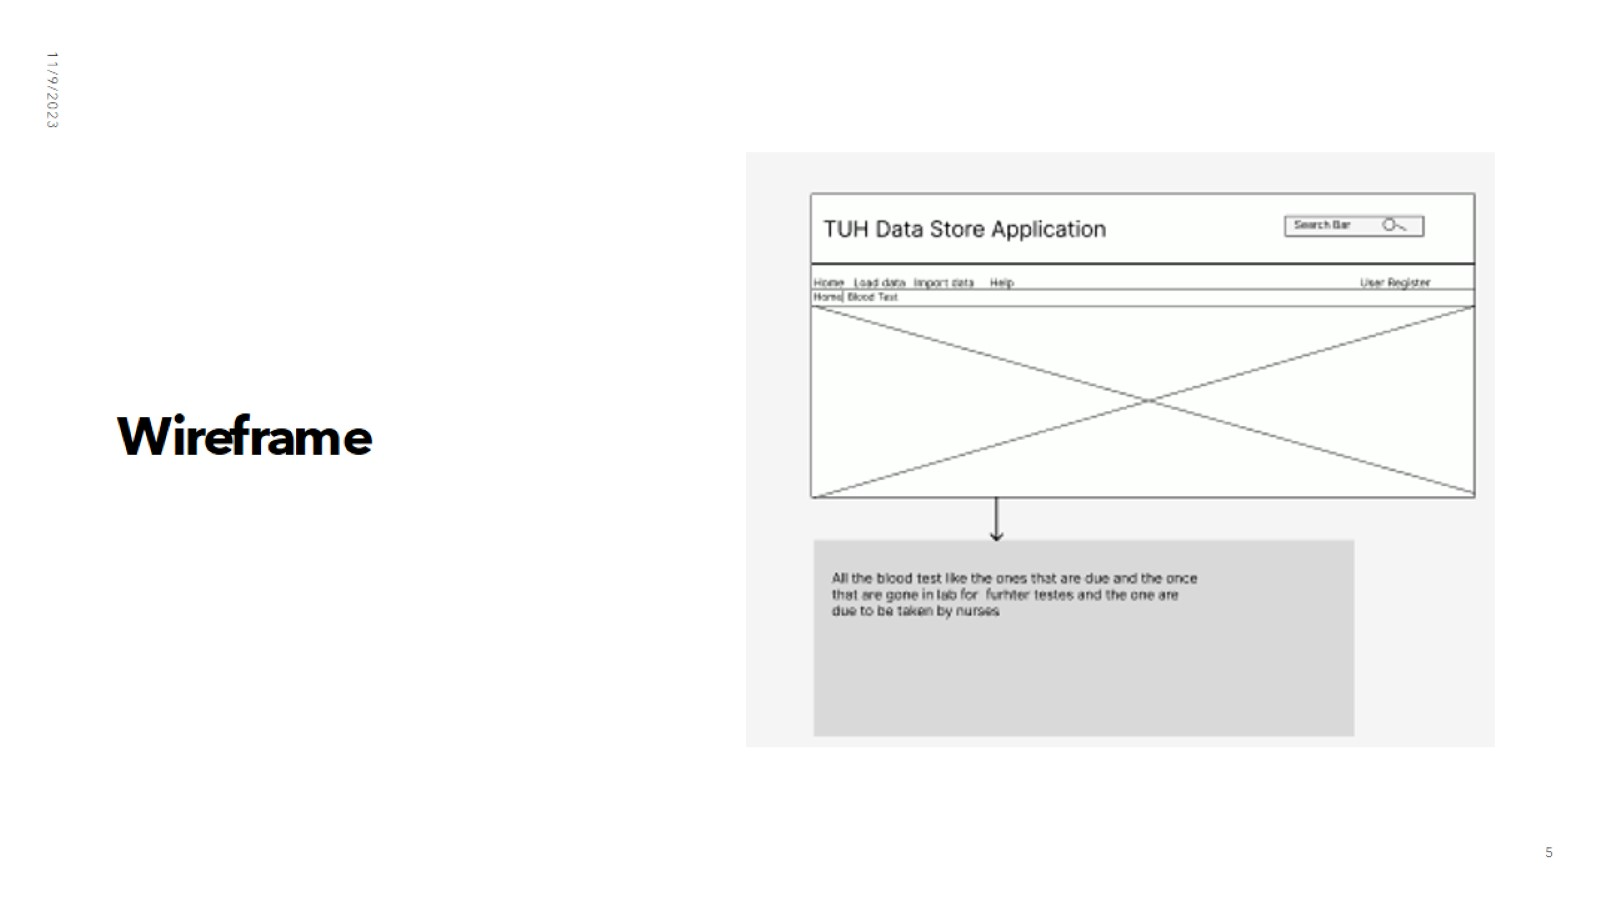 11/9/2023
Wireframe
TUH Data Store Application
Search Bar
Home Load data Import data Help User Register
Home| Blood Test
All the blood test like the ones that are due and the once
that are gone in lab for furhter testes and the one are
due to be taken by nurses
5